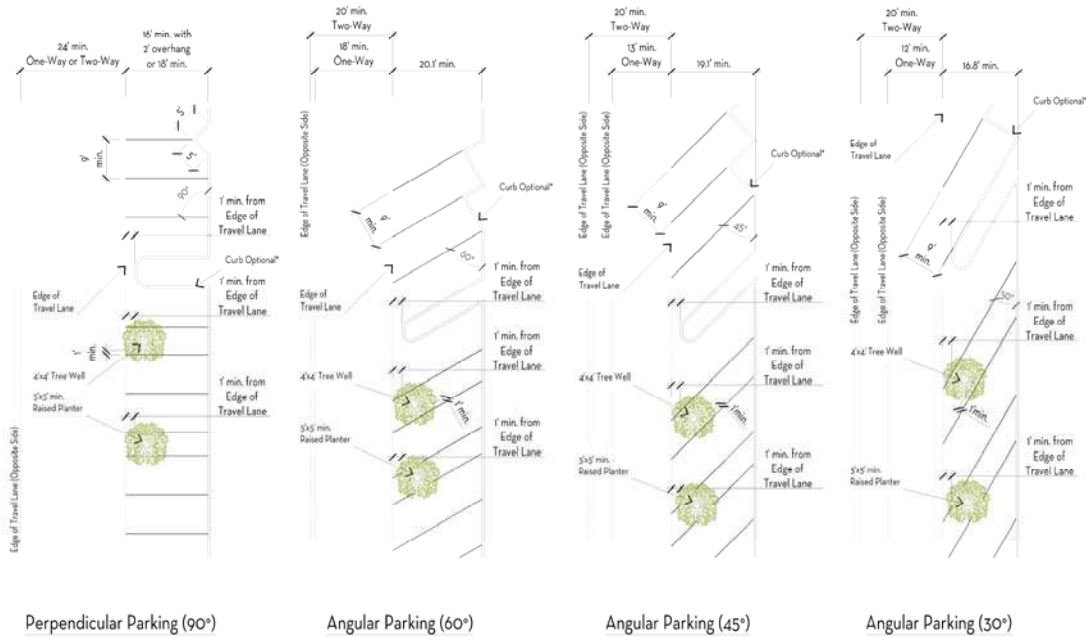 24' min.
One-Way or Two-Way
16' min. with
2' overhang
or 18' min.
5'
5'
9'
min.
90°
1' min. from
Edge of
Travel Lane
Curb Optional*
1' min. from
Edge of
Travel Lane
Edge of
Travel Lane
1'
min.
4'x4' Tree Well
5'x5' min.
Raised Planter
1' min. from
Edge of
Travel Lane
Edge of Travel Lane (Opposite Side)
Perpendicular Parking (90°)
20' min.
Two-Way
18' min.
One-Way
20.1' min.
Edge of Travel Lane (Opposite Side)
9'
min.
Curb Optional*
60°
Edge of
Travel Lane
1' min. from
Edge of
Travel Lane
1' min. from
Edge of
Travel Lane
4'x4' Tree Well
1' min.
5'x5' min.
Raised Planter
1' min. from
Edge of
Travel Lane
Angular Parking (60°)
20' min.
Two-Way
13' min.
One-Way
19.1' min.
Edge of Travel Lane (Opposite Side)
Edge of Travel Lane (Opposite Side)
Curb Optional*
9'
min.
45°
Edge of
Travel Lane
1' min. from
Edge of
Travel Lane
1' min. from
Edge of
Travel Lane
4'x4' Tree Well
1' min.
5'x5' min.
Raised Planter
1' min. from
Edge of
Travel Lane
Angular Parking (45°)
20' min.
Two-Way
12' min.
One-Way
16.8' min.
Curb Optional*
Edge of
Travel Lane
1' min. from
Edge of
Travel Lane
Edge of Travel Lane (Opposite Side)
Edge of Travel Lane (Opposite Side)
9'
min.
30°
1' min. from
Edge of
Travel Lane
4'x4' Tree Well
1' min.
1' min. from
Edge of
Travel Lane
5'x5' min.
Raised Planter
Angular Parking (30°)